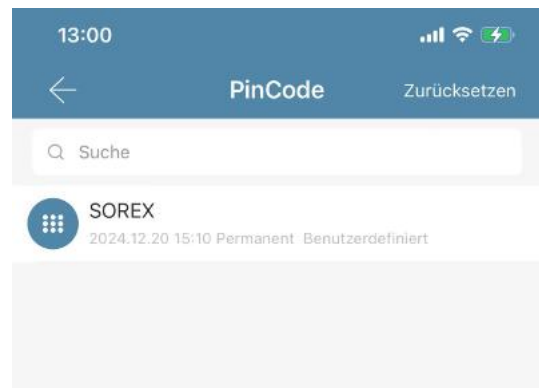 13:00
PinCode
Zurücksetzen
Suche
SOREX
2024.12.20 15:10 Permanent Benutzerdefiniert